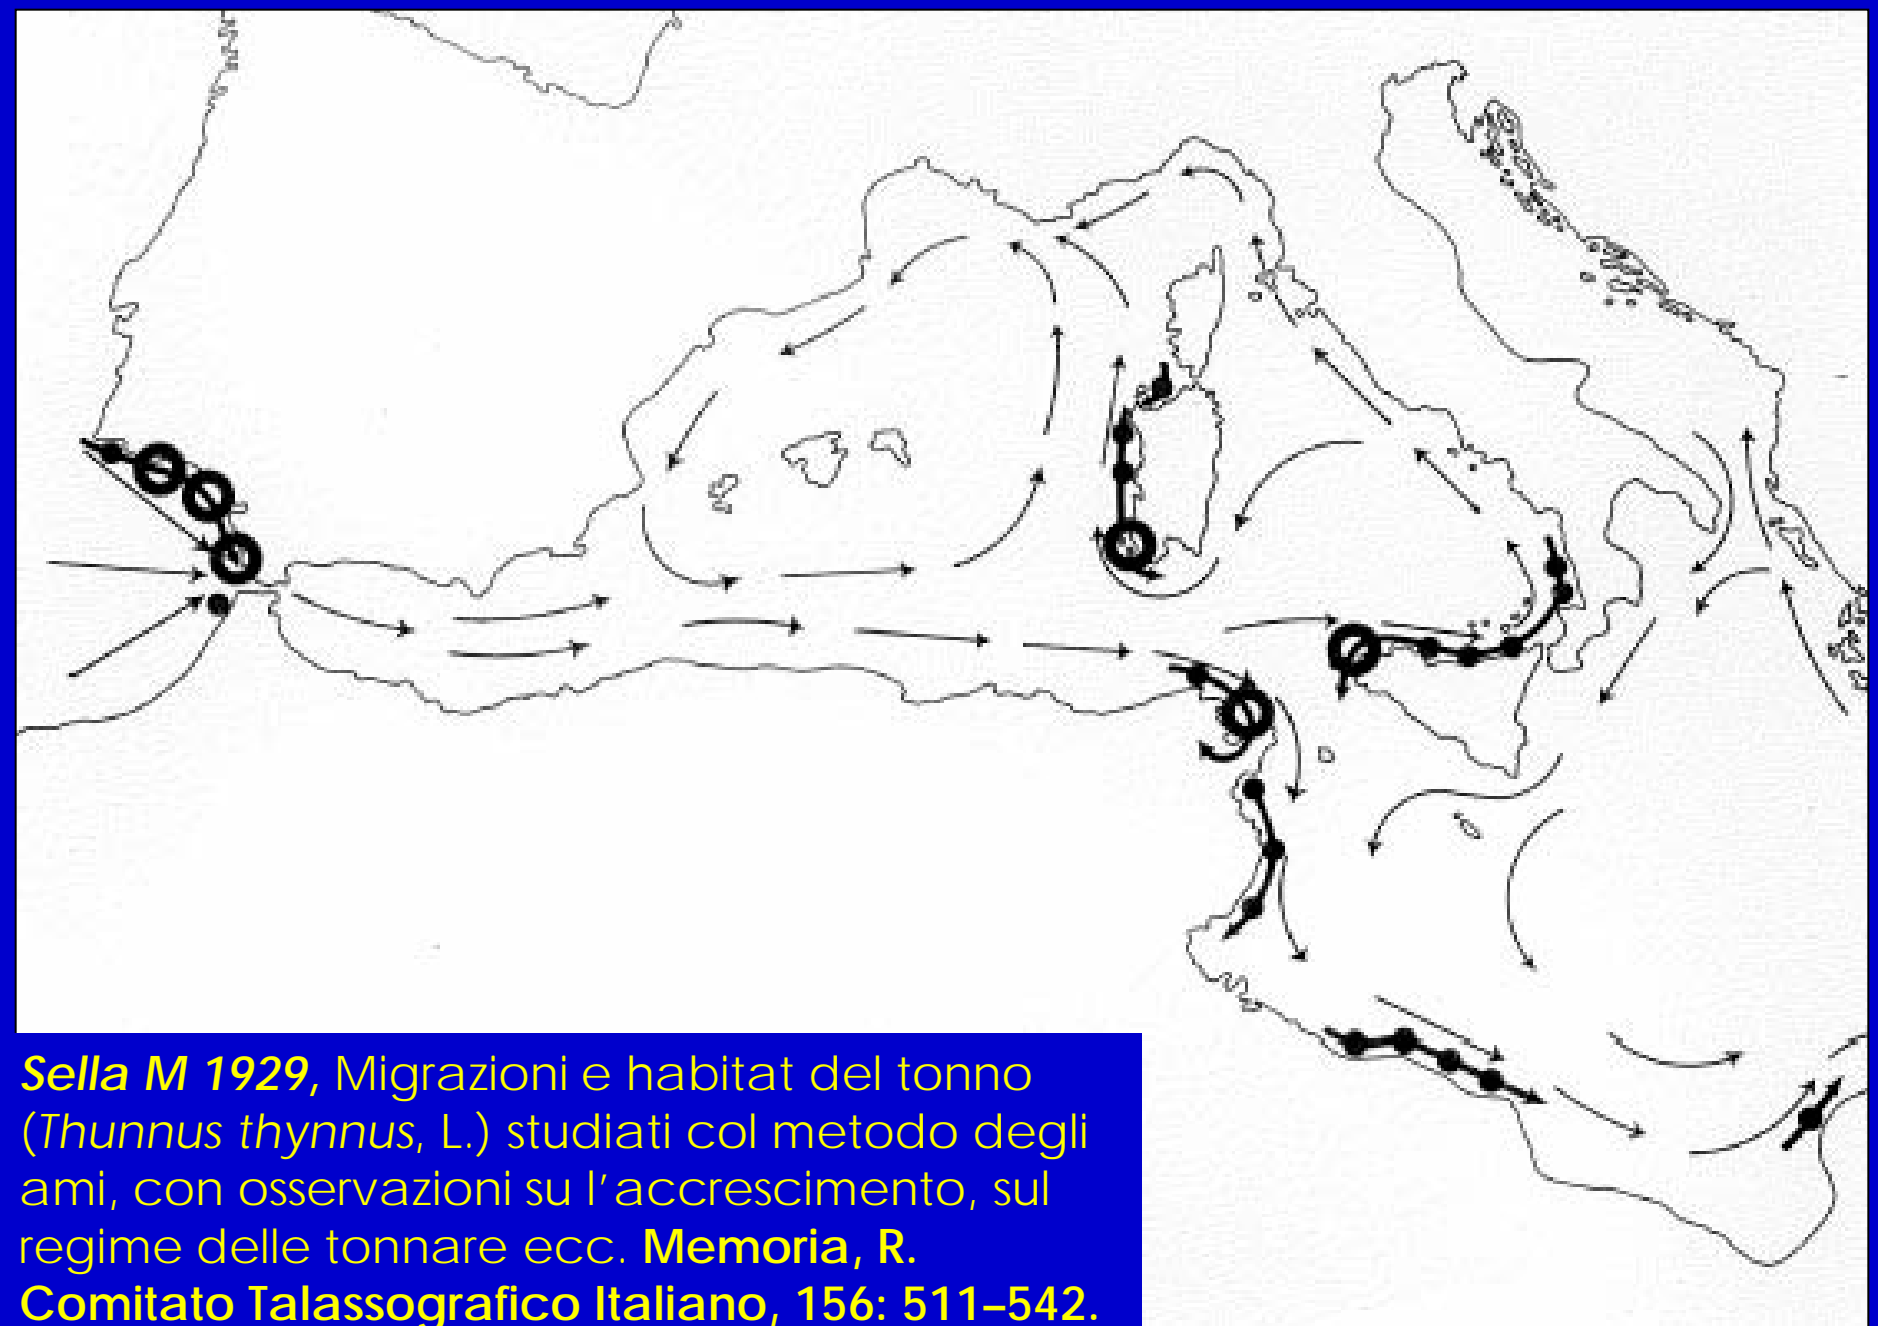 Sella M 1929, Migrazioni e habitat del tonno
(Thunnus thynnus, L.) studiati col metodo degli
ami, con osservazioni su l'accrescimento, sul
regime delle tonnare ecc. Memoria, R.
Comitato Talassografico Italiano, 156: 511–542.